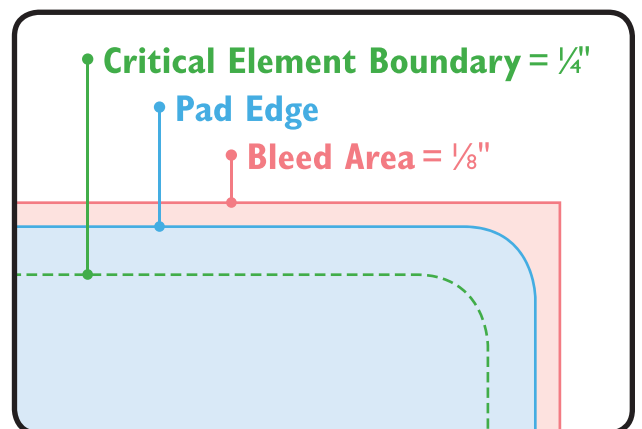 Critical Element Boundary = ¼"
Pad Edge
Bleed Area = ⅛"